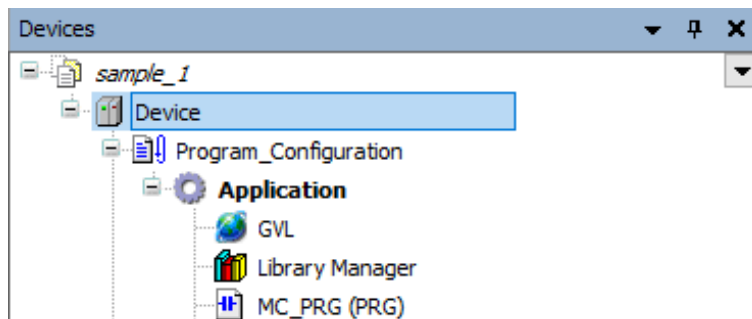 Devices
sample_1
Device
Program_Configuration
Application
GVL
Library Manager
MC_PRG (PRG)